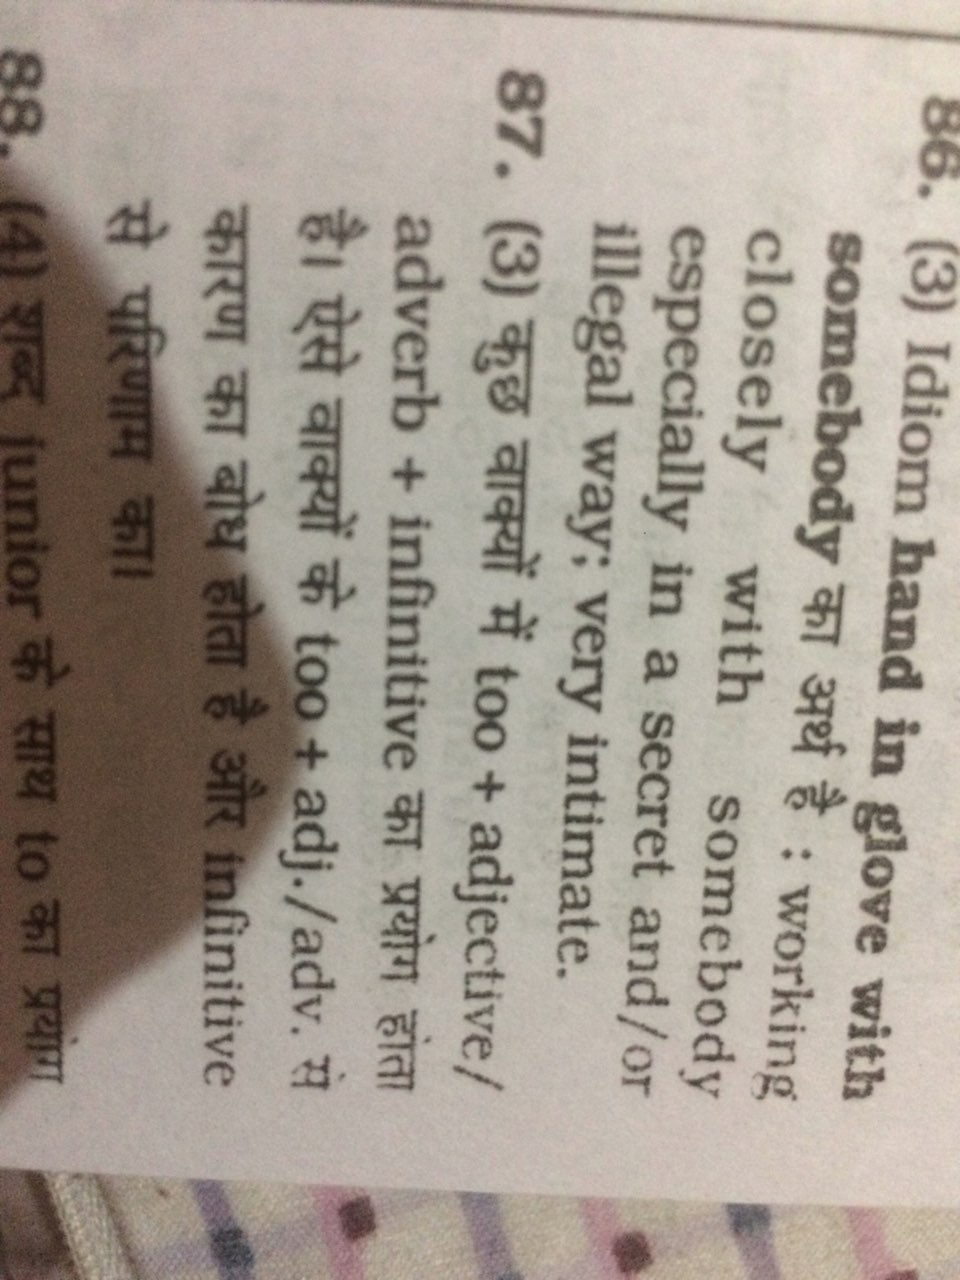 86. (3) Idiom hand in glove with
somebody का अर्थ है : working
closely with somebody
especially in a secret and/or
illegal way; very intimate.
87. (3) कुछ वाक्यों में too + adjective/
adverb + infinitive का प्रयोग होता
है। ऐसे वाक्यों के too + adj./adv. से
कारण का बोध होता है और infinitive
से परिणाम का।
88. (4) शब्द junior के साथ to का प्रयोग